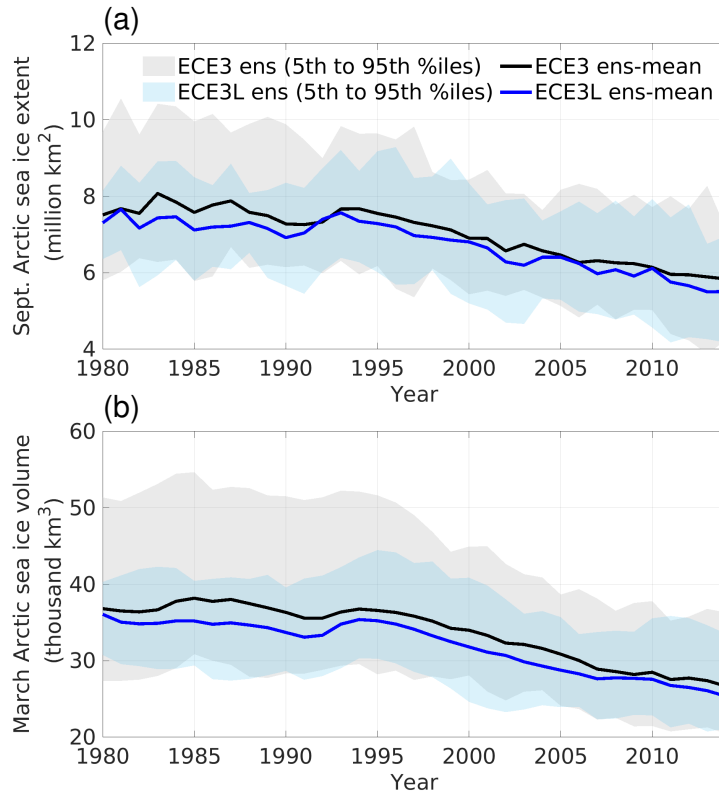 (a)
Sept. Arctic sea ice extent
(million km²)
12
10
8
6
4
ECE3 ens (5th to 95th %iles)
ECE3 ens-mean
ECE3L ens (5th to 95th %iles)
ECE3L ens-mean
1980 1985 1990 1995 2000 2005 2010
Year
(b)
March Arctic sea ice volume
(thousand km³)
60
50
40
30
20
1980 1985 1990 1995 2000 2005 2010
Year